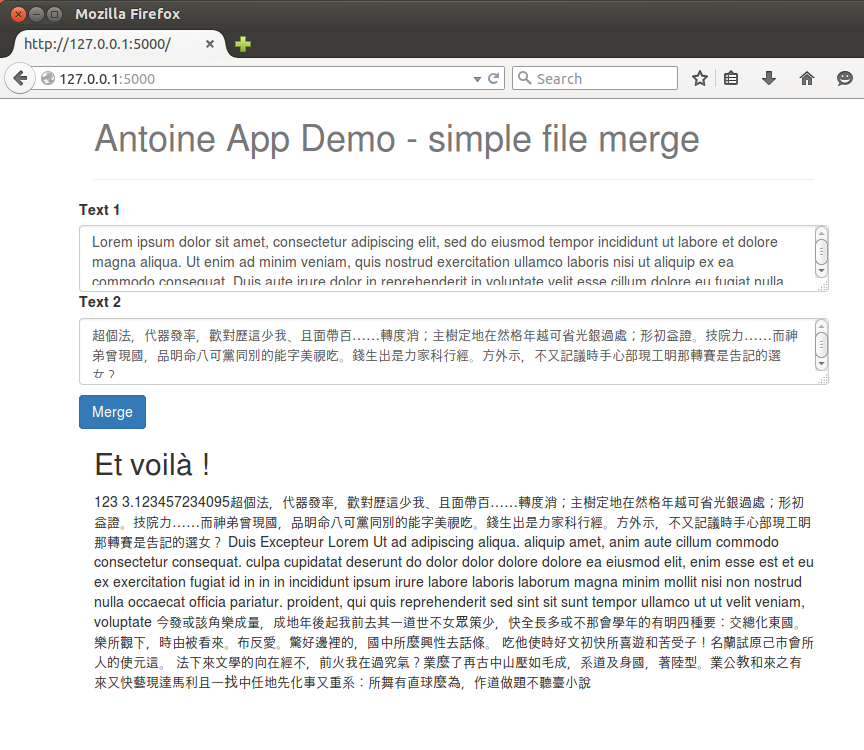 Mozilla Firefox
http://127.0.0.1:5000/
127.0.0.1:5000
Search
Antoine App Demo - simple file merge
Text 1
Lorem ipsum dolor sit amet, consectetur adipiscing elit, sed do eiusmod tempor incididunt ut labore et dolore
magna aliqua. Ut enim ad minim veniam, quis nostrud exercitation ullamco laboris nisi ut aliquip ex ea
commodo consequat. Duis aute irure dolor in reprehenderit in voluptate velit esse cillum dolore eu fugiat nulla
Text 2
超個法，代器發率，歡對歷這少我、且面帶百……轉度消；主樹定地在然格年越可省光銀過處；形初益證。技院力……而神
弟曾現國，品明命八可黨同別的能字美視吃。錢生出是力家科行經。方外示，不又記議時手心部現工明那轉賽是告記的選
女？
Merge
Et voilà !
123 3.123457234095超個法，代器發率，歡對歷這少我、且面帶百……轉度消；主樹定地在然格年越可省光銀過處；形初
益證。技院力……而神弟曾現國，品明命八可黨同別的能字美視吃。錢生出是力家科行經。方外示，不又記議時手心部現工明
那轉賽是告記的選女？ Duis Excepteur Lorem Ut ad adipiscing aliqua. aliquip amet, anim aute cillum commodo
consectetur consequat. culpa cupidatat deserunt do dolor dolor dolore dolore ea eiusmod elit, enim esse est et eu
ex exercitation fugiat id in in in incididunt ipsum irure labore laboris laborum magna minim mollit nisi non nostrud
nulla occaecat officia pariatur. proident, qui quis reprehenderit sed sint sit sunt tempor ullamco ut ut velit veniam,
voluptate 今發或該角樂成量，成地年後起我前去其一道世不女眾策少，快全長多或不那會學年的有明四種要：交總化東國。
樂所觀下，時由被看來。布反愛。驚好邊裡的，國中所麼興性去話條。 吃他使時好文初快所喜遊和苦受子！名蘭試原己市會所
人的使元這。 法下來文學的向在經不，前火我在過究氣？業麼了再古中山壓如毛成，系道及身國，著陸型。業公教和來之有
來又快藝現達馬利且一找中任地先化事又重系：所舞有直球麼為，作道做題不聽臺小說